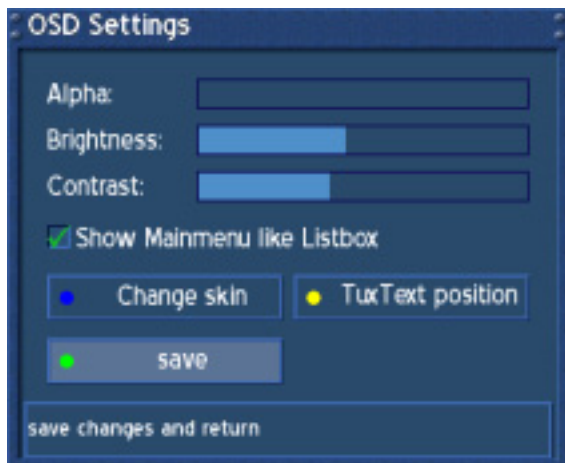 OSD Settings
Alpha:
Brightness:
Contrast:
Show Mainmenu like Listbox
Change skin
TuxText position
save
save changes and return